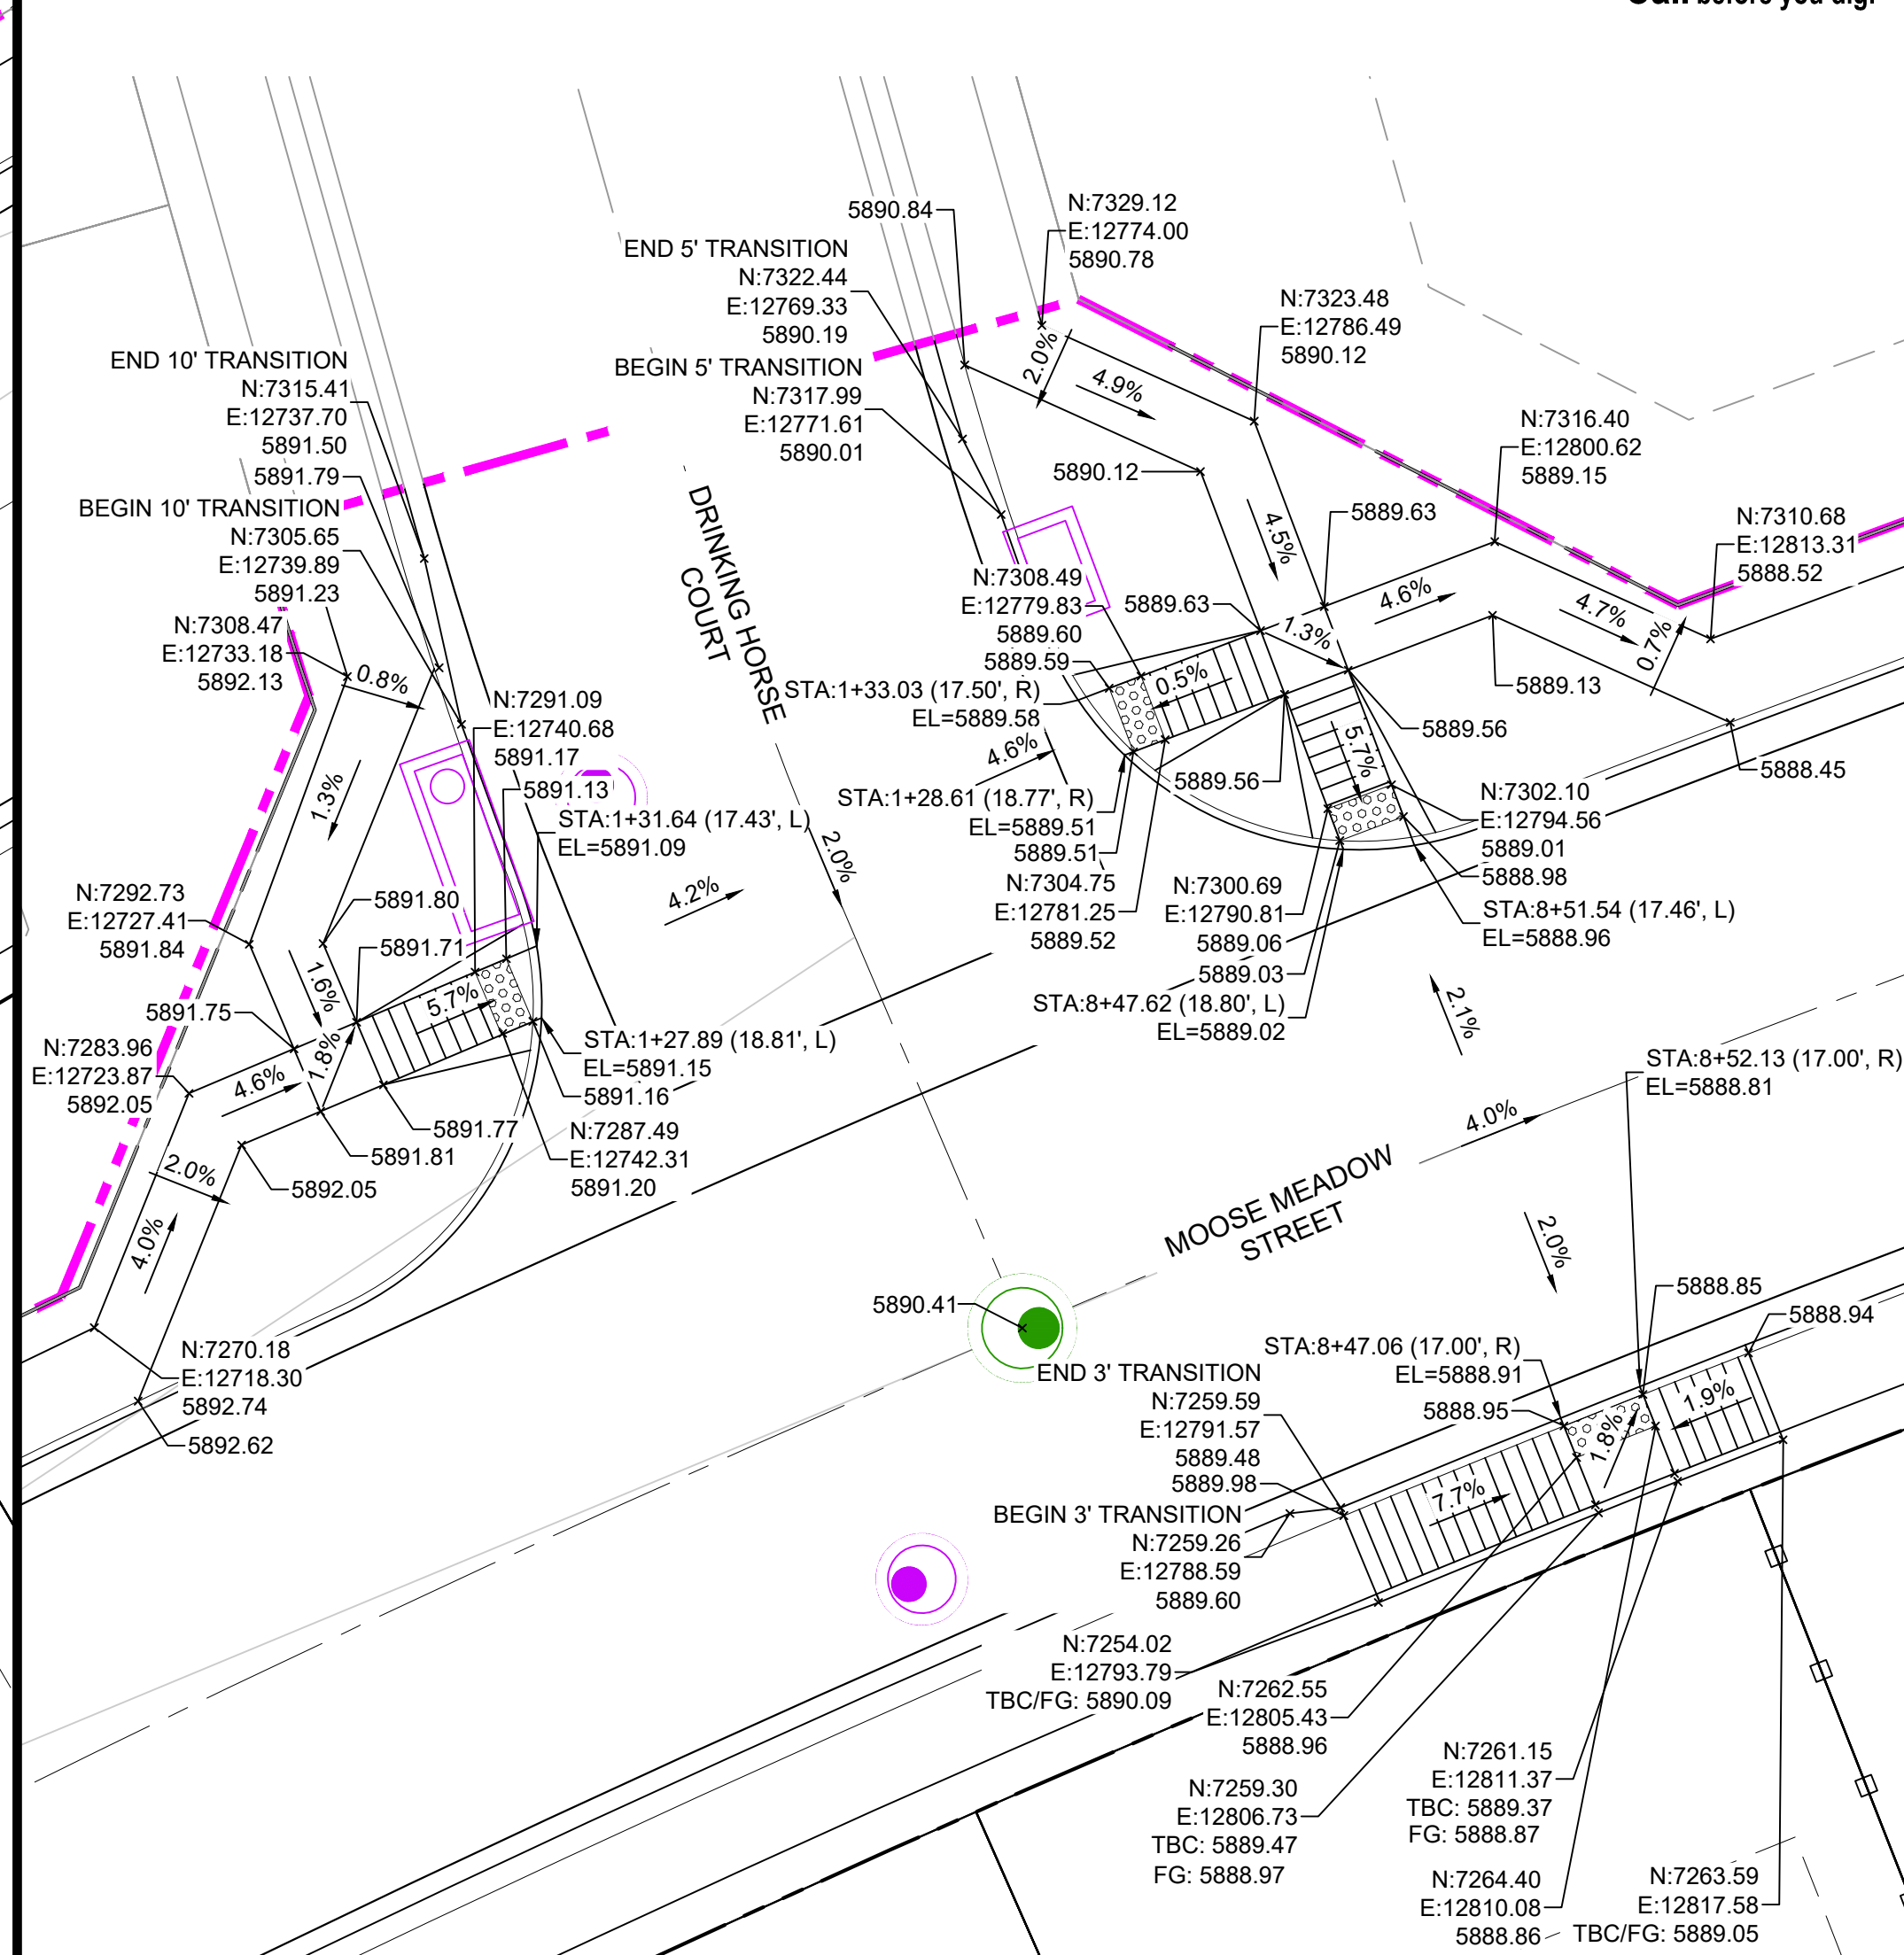 Call before you dig.
5890.84
N:7329.12
E:12774.00
5890.78
END 5' TRANSITION
N:7322.44
E:12769.33
5890.19
BEGIN 5' TRANSITION
N:7317.99
E:12771.61
5890.01
2.0%
4.9%
N:7323.48
E:12786.49
5890.12
END 10' TRANSITION
N:7315.41
E:12737.70
5891.50
5891.79
BEGIN 10' TRANSITION
N:7305.65
E:12739.89
5891.23
N:7308.47
E:12733.18
5892.13
0.8%
N:7316.40
E:12800.62
5889.15
5890.12
4.5%
5889.63
N:7310.68
E:12813.31
5888.52
DRINKING HORSE
COURT
N:7308.49
E:12779.83
5889.60
5889.59
5889.63
1.3%
4.6%
4.7%
0.7%
STA:1+33.03 (17.50', R)
EL=5889.58
0.5%
5889.13
N:7291.09
E:12740.68
5891.17
5891.13
STA:1+31.64 (17.43', L)
EL=5891.09
1.3%
4.6%
5889.56
5.7%
5889.56
5888.45
STA:1+28.61 (18.77', R)
EL=5889.51
5889.51
N:7304.75
E:12781.25
5889.52
N:7302.10
E:12794.56
5889.01
5888.98
2.0%
4.2%
N:7300.69
E:12790.81
5889.06
5889.03
STA:8+47.62 (18.80', L)
EL=5889.02
STA:8+51.54 (17.46', L)
EL=5888.96
N:7292.73
E:12727.41
5891.84
5891.80
5891.71
1.6%
5.7%
5891.75
N:7283.96
E:12723.87
5892.05
4.6%
1.8%
STA:1+27.89 (18.81', L)
EL=5891.15
5891.16
2.1%
STA:8+52.13 (17.00', R)
EL=5888.81
5891.77
5891.81
N:7287.49
E:12742.31
5891.20
2.0%
5892.05
4.0%
4.0%
MOOSE MEADOW
STREET
2.0%
5890.41
5888.85
5888.94
STA:8+47.06 (17.00', R)
EL=5888.91
5888.95
N:7270.18
E:12718.30
5892.74
5892.62
END 3' TRANSITION
N:7259.59
E:12791.57
5889.48
5889.98
BEGIN 3' TRANSITION
N:7259.26
E:12788.59
5889.60
7.7%
1.8%
1.9%
N:7254.02
E:12793.79
TBC/FG: 5890.09
N:7262.55
E:12805.43
5888.96
N:7259.30
E:12806.73
TBC: 5889.47
FG: 5888.97
N:7261.15
E:12811.37
TBC: 5889.37
FG: 5888.87
N:7264.40
E:12810.08
5888.86
N:7263.59
E:12817.58
TBC/FG: 5889.05